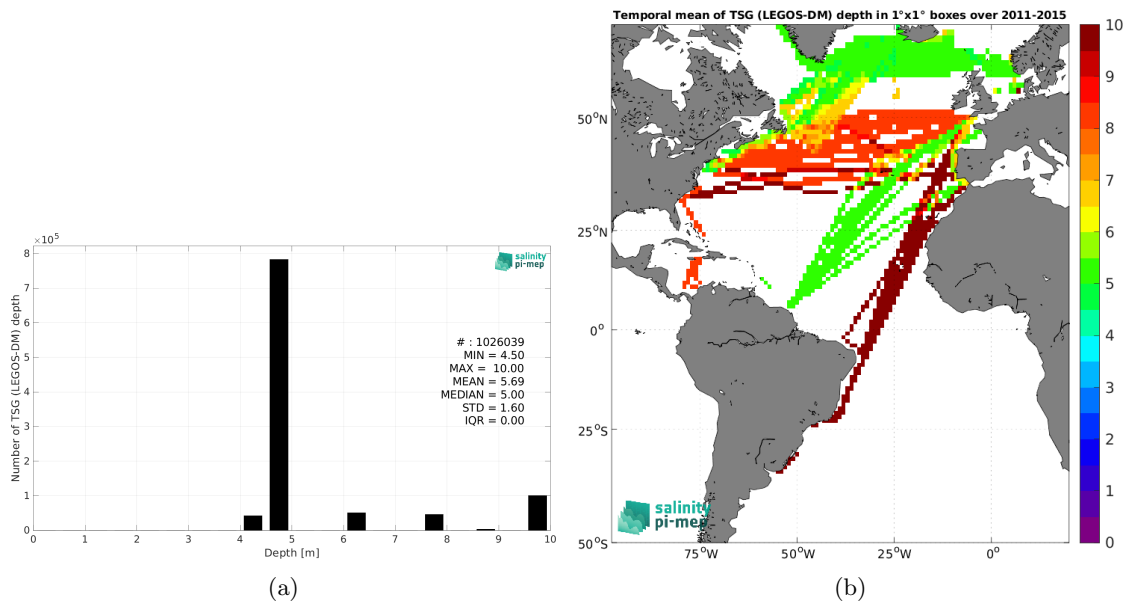 ×10⁵
8
7
6
5
4
3
2
1
0
Number of TSG (LEGOS-DM) depth
salinity
pi-mep
# : 1026039
MIN = 4.50
MAX = 10.00
MEAN = 5.69
MEDIAN = 5.00
STD = 1.60
IQR = 0.00
0 1 2 3 4 5 6 7 8 9 10
Depth [m]
(a)
Temporal mean of TSG (LEGOS-DM) depth in 1°x1° boxes over 2011-2015
50°N
25°N
0°
25°S
50°S
75°W 50°W 25°W 0°
salinity
pi-mep
10
9
8
7
6
5
4
3
2
1
0
(b)